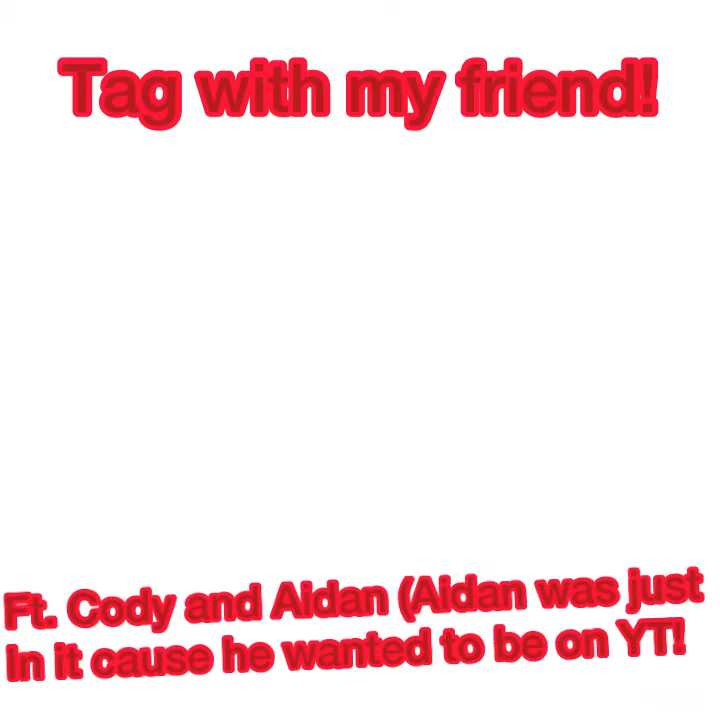 Tag with my friend!
Ft. Cody and Aidan (Aidan was just
In it cause he wanted to be on YT!